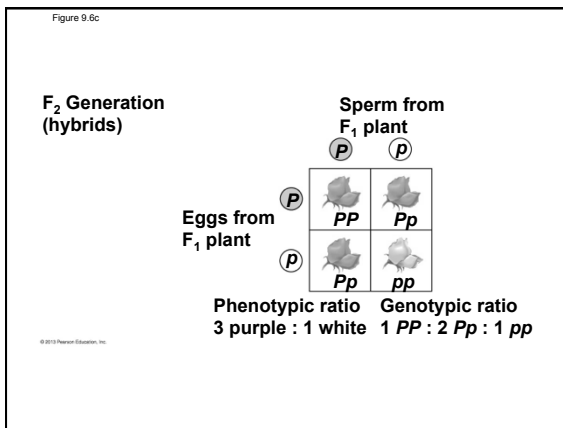 Figure 9.6c
F₂ Generation
(hybrids)
Sperm from
F₁ plant
P p
Eggs from
F₁ plant
P
PP Pp
p
Pp pp
Phenotypic ratio
3 purple : 1 white
Genotypic ratio
1 PP : 2 Pp : 1 pp
© 2013 Pearson Education, Inc.